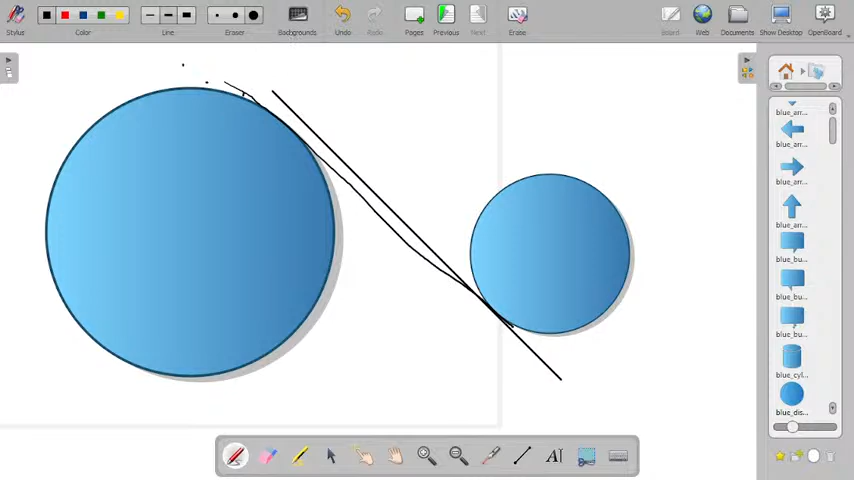 Stylus
Color
Line
Eraser
Backgrounds
Undo
Redo
Pages
Previous
Next
Erase
Board
Web
Documents
Show Desktop
OpenBoard
blue_arr...
blue_arr...
blue_arr...
blue_arr...
blue_bu...
blue_bu...
blue_bu...
blue_cyl...
blue_dis...
A